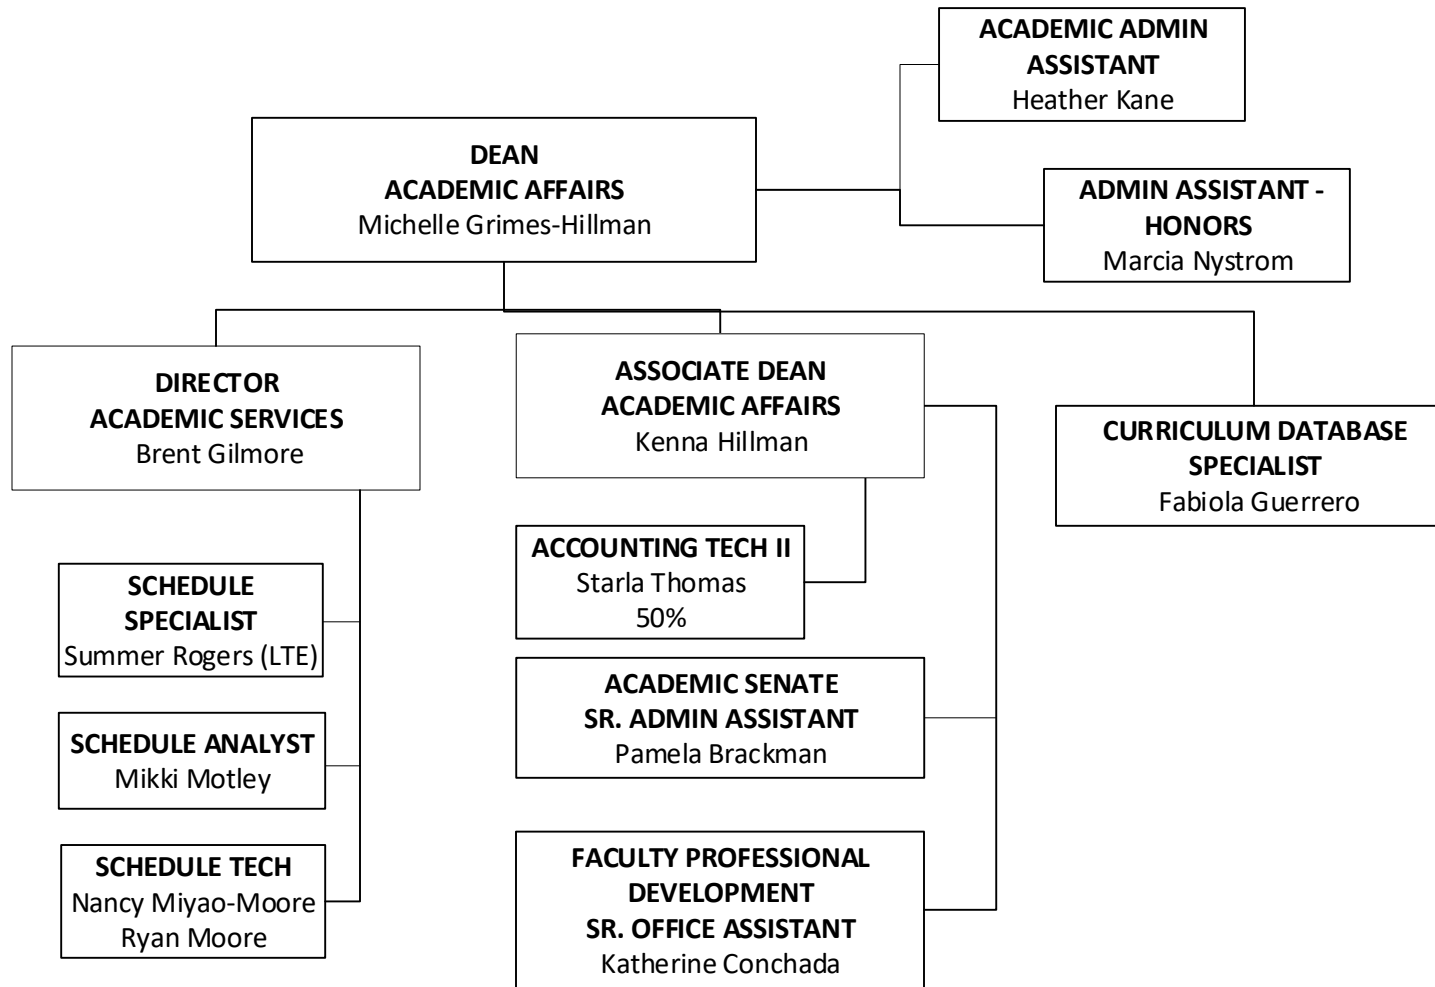 ACADEMIC ADMIN
ASSISTANT
Heather Kane
DEAN
ACADEMIC AFFAIRS
Michelle Grimes-Hillman
ADMIN ASSISTANT -
HONORS
Marcia Nystrom
DIRECTOR
ACADEMIC SERVICES
Brent Gilmore
ASSOCIATE DEAN
ACADEMIC AFFAIRS
Kenna Hillman
CURRICULUM DATABASE
SPECIALIST
Fabiola Guerrero
ACCOUNTING TECH II
Starla Thomas
50%
SCHEDULE
SPECIALIST
Summer Rogers (LTE)
ACADEMIC SENATE
SR. ADMIN ASSISTANT
Pamela Brackman
SCHEDULE ANALYST
Mikki Motley
SCHEDULE TECH
Nancy Miyao-Moore
Ryan Moore
FACULTY PROFESSIONAL
DEVELOPMENT
SR. OFFICE ASSISTANT
Katherine Conchada